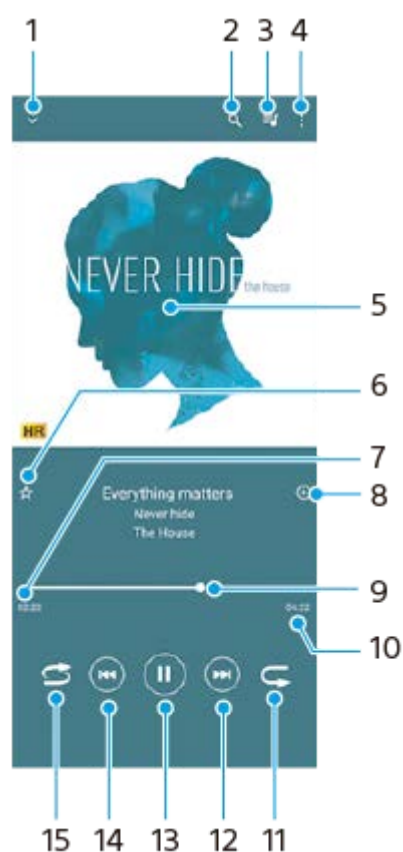 1 2 3 4
NEVER HIDE the house
5
6
HR
7
Everything matters
8
Never hide
The House
9
04:22
10
15 14 13 12 11